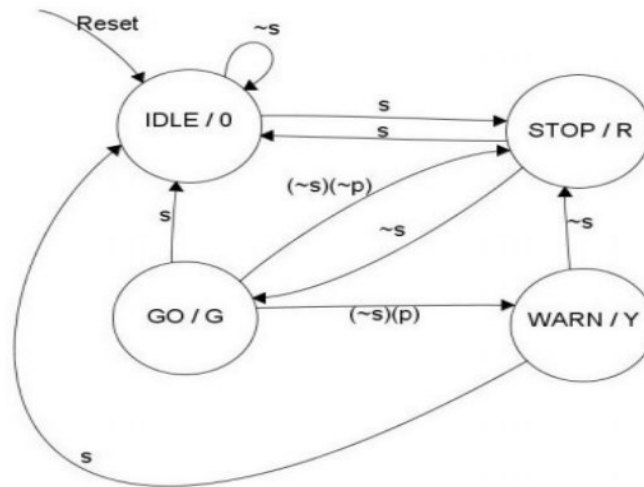 Reset
~s
IDLE / 0
s
STOP / R
s
(~s)(~p)
s
~s
~s
GO / G
(~s)(p)
WARN / Y
s